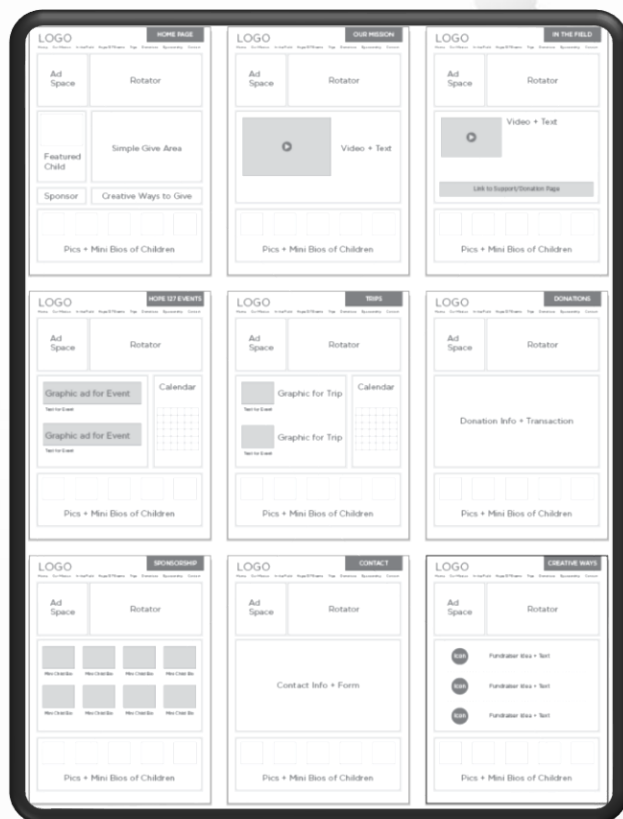 HOME PAGE
LOGO
Ad
Space
Rotator
Featured
Child
Simple Give Area
Sponsor
Creative Ways to Give
Pics + Mini Bios of Children
OUR MISSION
LOGO
Ad
Space
Rotator
Video + Text
Pics + Mini Bios of Children
IN THE FIELD
LOGO
Ad
Space
Rotator
Video + Text
Link to Support/Donation Page
Pics + Mini Bios of Children
HOPE 127 EVENTS
LOGO
Ad
Space
Rotator
Graphic ad for Event
Text for Event
Graphic ad for Event
Text for Event
Calendar
Pics + Mini Bios of Children
TRIPS
LOGO
Ad
Space
Rotator
Graphic for Trip
Text for Event
Graphic for Trip
Text for Event
Calendar
Pics + Mini Bios of Children
DONATIONS
LOGO
Ad
Space
Rotator
Donation Info + Transaction
Pics + Mini Bios of Children
SPONSORSHIP
LOGO
Ad
Space
Rotator
Mini Child Bio Mini Child Bio Mini Child Bio Mini Child Bio
Mini Child Bio Mini Child Bio Mini Child Bio Mini Child Bio
Pics + Mini Bios of Children
CONTACT
LOGO
Ad
Space
Rotator
Contact Info + Form
Pics + Mini Bios of Children
CREATIVE WAYS
LOGO
Ad
Space
Rotator
Icon Fundraiser Idea + Text
Icon Fundraiser Idea + Text
Icon Fundraiser Idea + Text
Pics + Mini Bios of Children